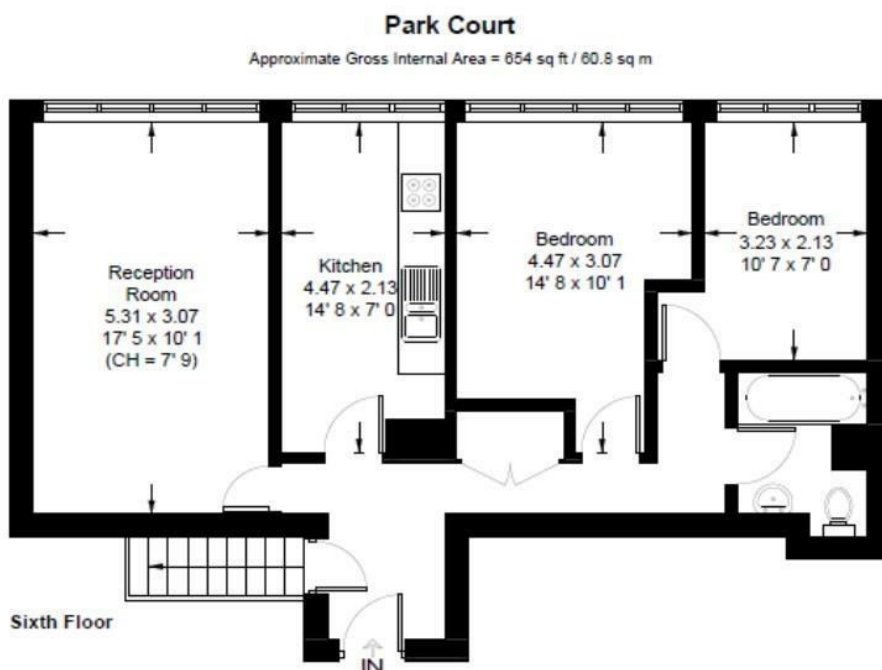 Park Court
Approximate Gross Internal Area = 654 sq ft / 60.8 sq m
Reception
Room
5.31 x 3.07
17' 5 x 10' 1
(CH = 7' 9)
Kitchen
4.47 x 2.13
14' 8 x 7' 0
Bedroom
4.47 x 3.07
14' 8 x 10' 1
Bedroom
3.23 x 2.13
10' 7 x 7' 0
Sixth Floor
IN